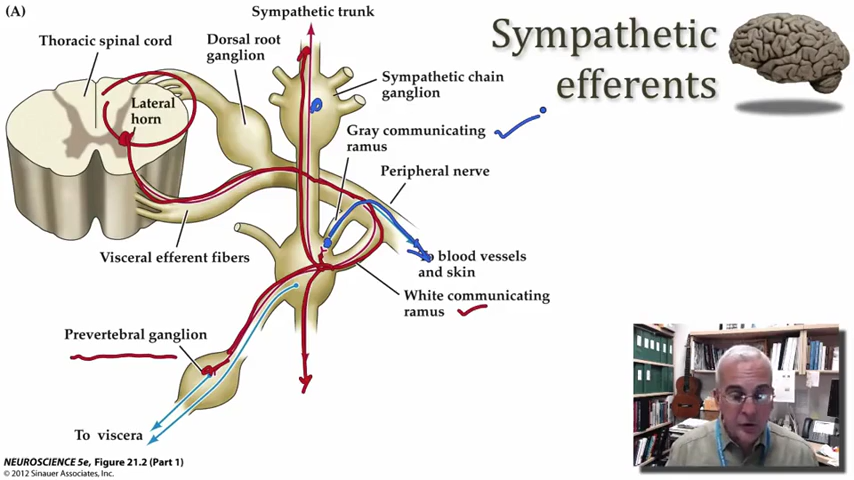 (A)
Sympathetic trunk
Thoracic spinal cord
Dorsal root
ganglion
Sympathetic
efferents
Sympathetic chain
ganglion
Lateral
horn
Gray communicating
ramus
Peripheral nerve
Visceral efferent fibers
To blood vessels
and skin
White communicating
ramus
Prevertebral ganglion
To viscera
NEUROSCIENCE 5e, Figure 21.2 (Part 1)
© 2012 Sinauer Associates, Inc.